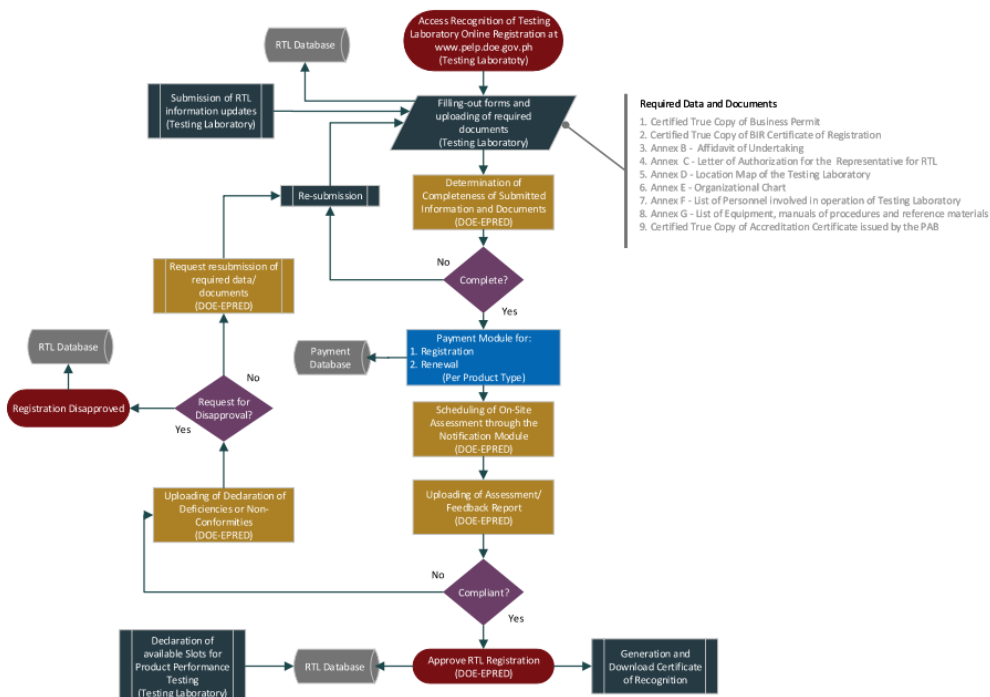 Access Recognition of Testing
Laboratory Online Registration at
www.pelp.doe.gov.ph
(Testing Laboratoty)
RTL Database
Submission of RTL
information updates
(Testing Laboratory)
Filling-out forms and
uploading of required
documents
(Testing Laboratory)
Required Data and Documents
1. Certified True Copy of Business Permit
2. Certified True Copy of BIR Certificate of Registration
3. Annex B - Affidavit of Undertaking
4. Annex C - Letter of Authorization for the Representative for RTL
5. Annex D - Location Map of the Testing Laboratory
6. Annex E - Organizational Chart
7. Annex F - List of Personnel involved in operation of Testing Laboratory
8. Annex G - List of Equipment, manuals of procedures and reference materials
9. Certified True Copy of Accreditation Certificate issued by the PAB
Re-submission
Determination of
Completeness of Submitted
Information and Documents
(DOE-EPRED)
No
Complete?
Yes
Request resubmission of
required data/
documents
(DOE-EPRED)
RTL Database
Payment
Database
Payment Module for:
1. Registration
2. Renewal
(Per Product Type)
No
Registration Disapproved
Request for
Disapproval?
Yes
Scheduling of On-Site
Assessment through the
Notification Module
(DOE-EPRED)
Uploading of Declaration of
Deficiencies or Non-
Conformities
(DOE-EPRED)
Uploading of Assessment/
Feedback Report
(DOE-EPRED)
No
Compliant?
Yes
Declaration of
available Slots for
Product Performance
Testing
(Testing Laboratory)
RTL Database
Approve RTL Registration
(DOE-EPRED)
Generation and
Download Certificate
of Recognition